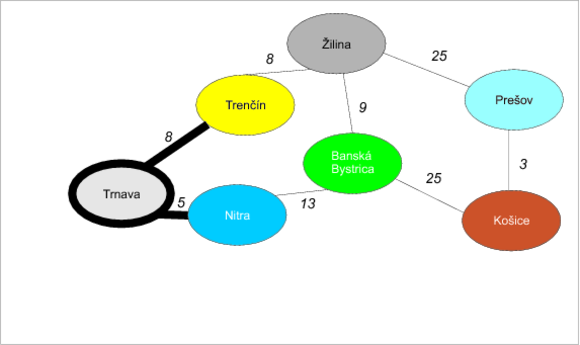 Žilina
8
25
Trenčín
Prešov
9
8
Banská
Bystrica
3
25
Trnava
5
13
Nitra
Košice